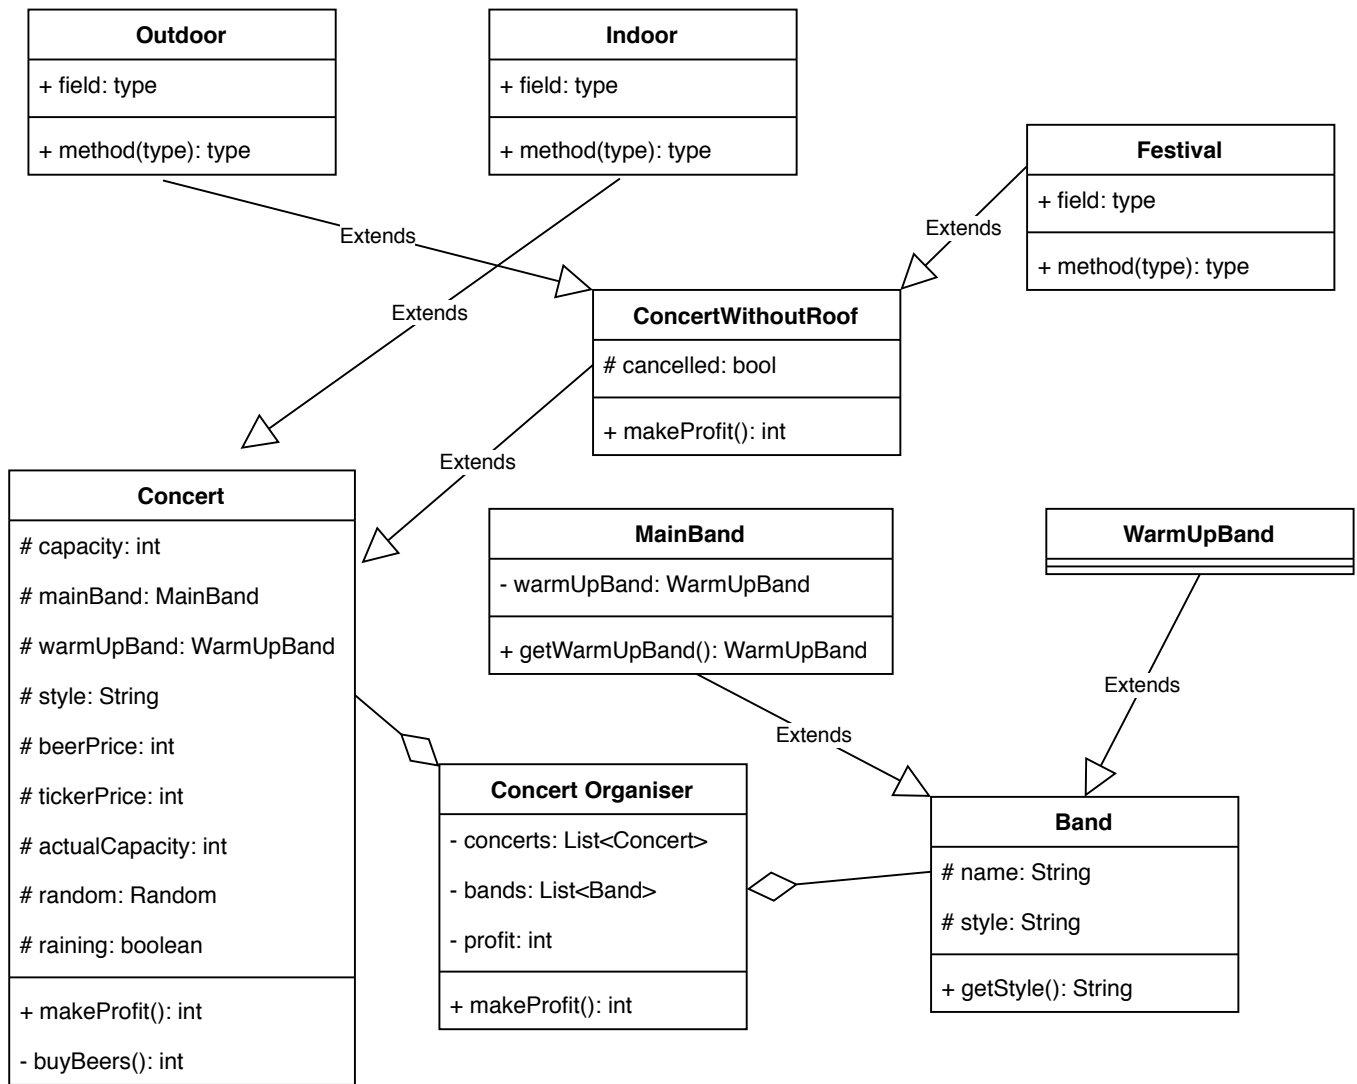 Outdoor
+ field: type
+ method(type): type
Indoor
+ field: type
+ method(type): type
Festival
+ field: type
+ method(type): type
Extends
Extends
Extends
ConcertWithoutRoof
# cancelled: bool
+ makeProfit(): int
Extends
Concert
# capacity: int
# mainBand: MainBand
# warmUpBand: WarmUpBand
# style: String
# beerPrice: int
# tickerPrice: int
# actualCapacity: int
# random: Random
# raining: boolean
+ makeProfit(): int
- buyBeers(): int
MainBand
- warmUpBand: WarmUpBand
+ getWarmUpBand(): WarmUpBand
WarmUpBand
Extends
Extends
Concert Organiser
- concerts: List<Concert>
- bands: List<Band>
- profit: int
+ makeProfit(): int
Band
# name: String
# style: String
+ getStyle(): String